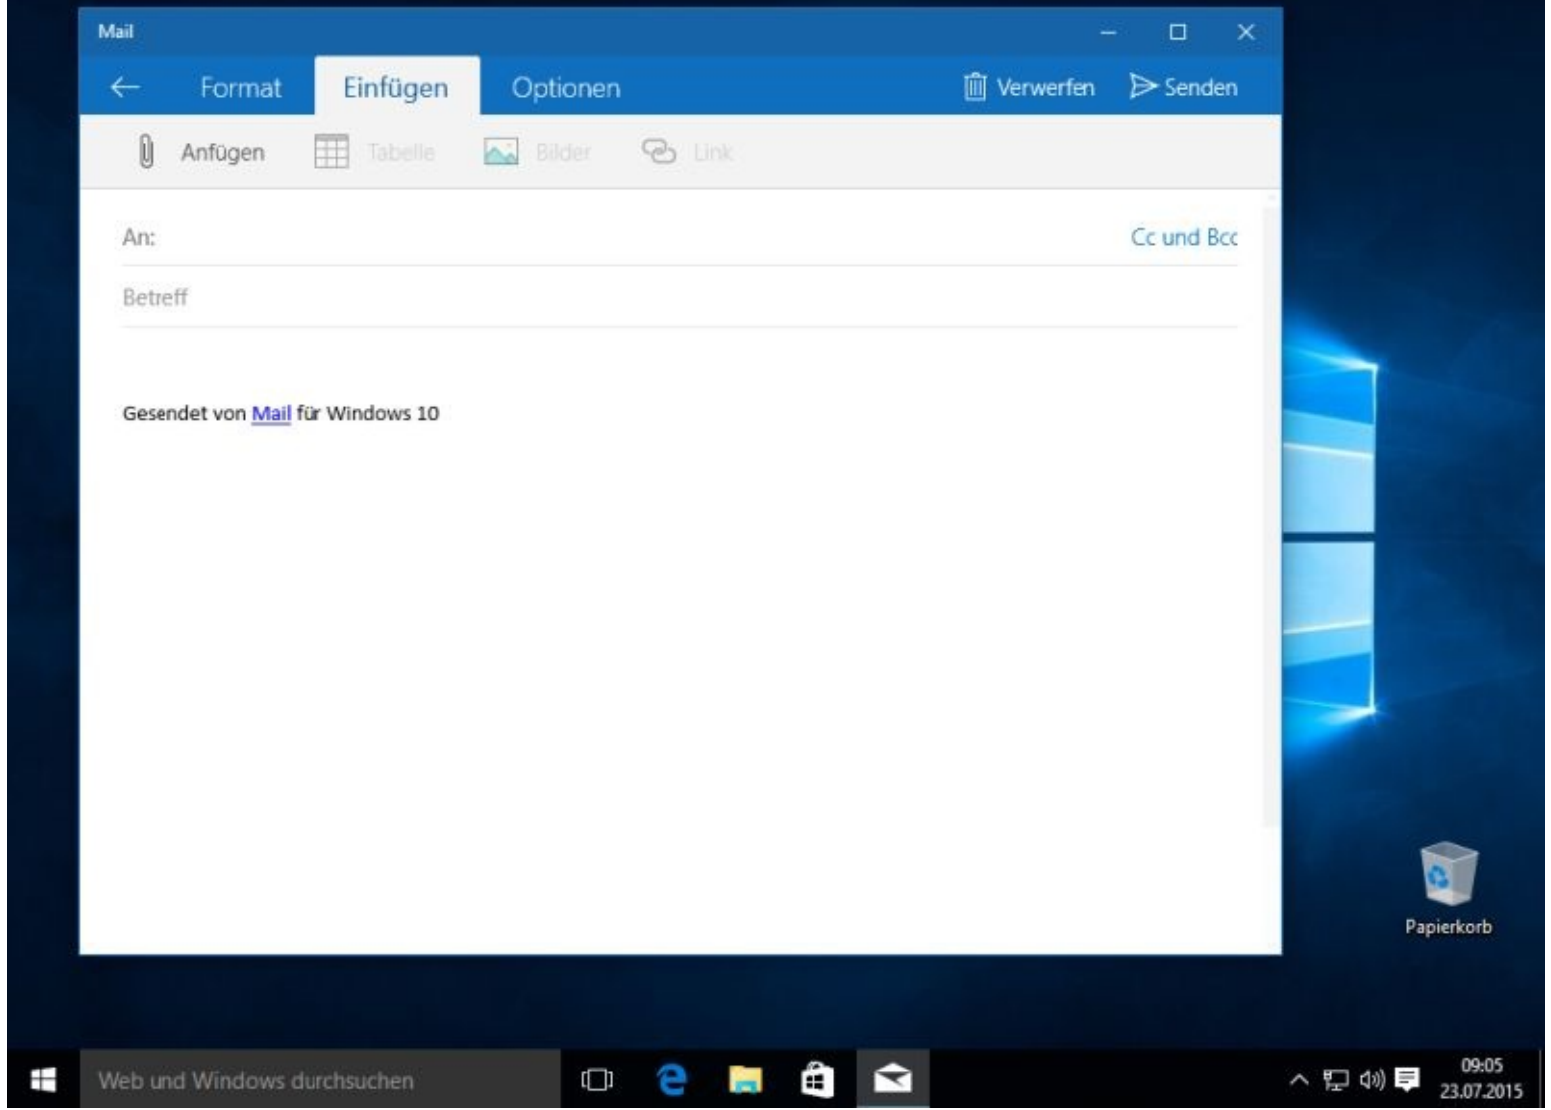 Mail
Format Einfügen Optionen Verwerfen Senden
Anfügen Tabelle Bilder Link
An: Cc und Bcc
Betreff
Gesendet von Mail für Windows 10
Papierkorb
Web und Windows durchsuchen
09:05
23.07.2015